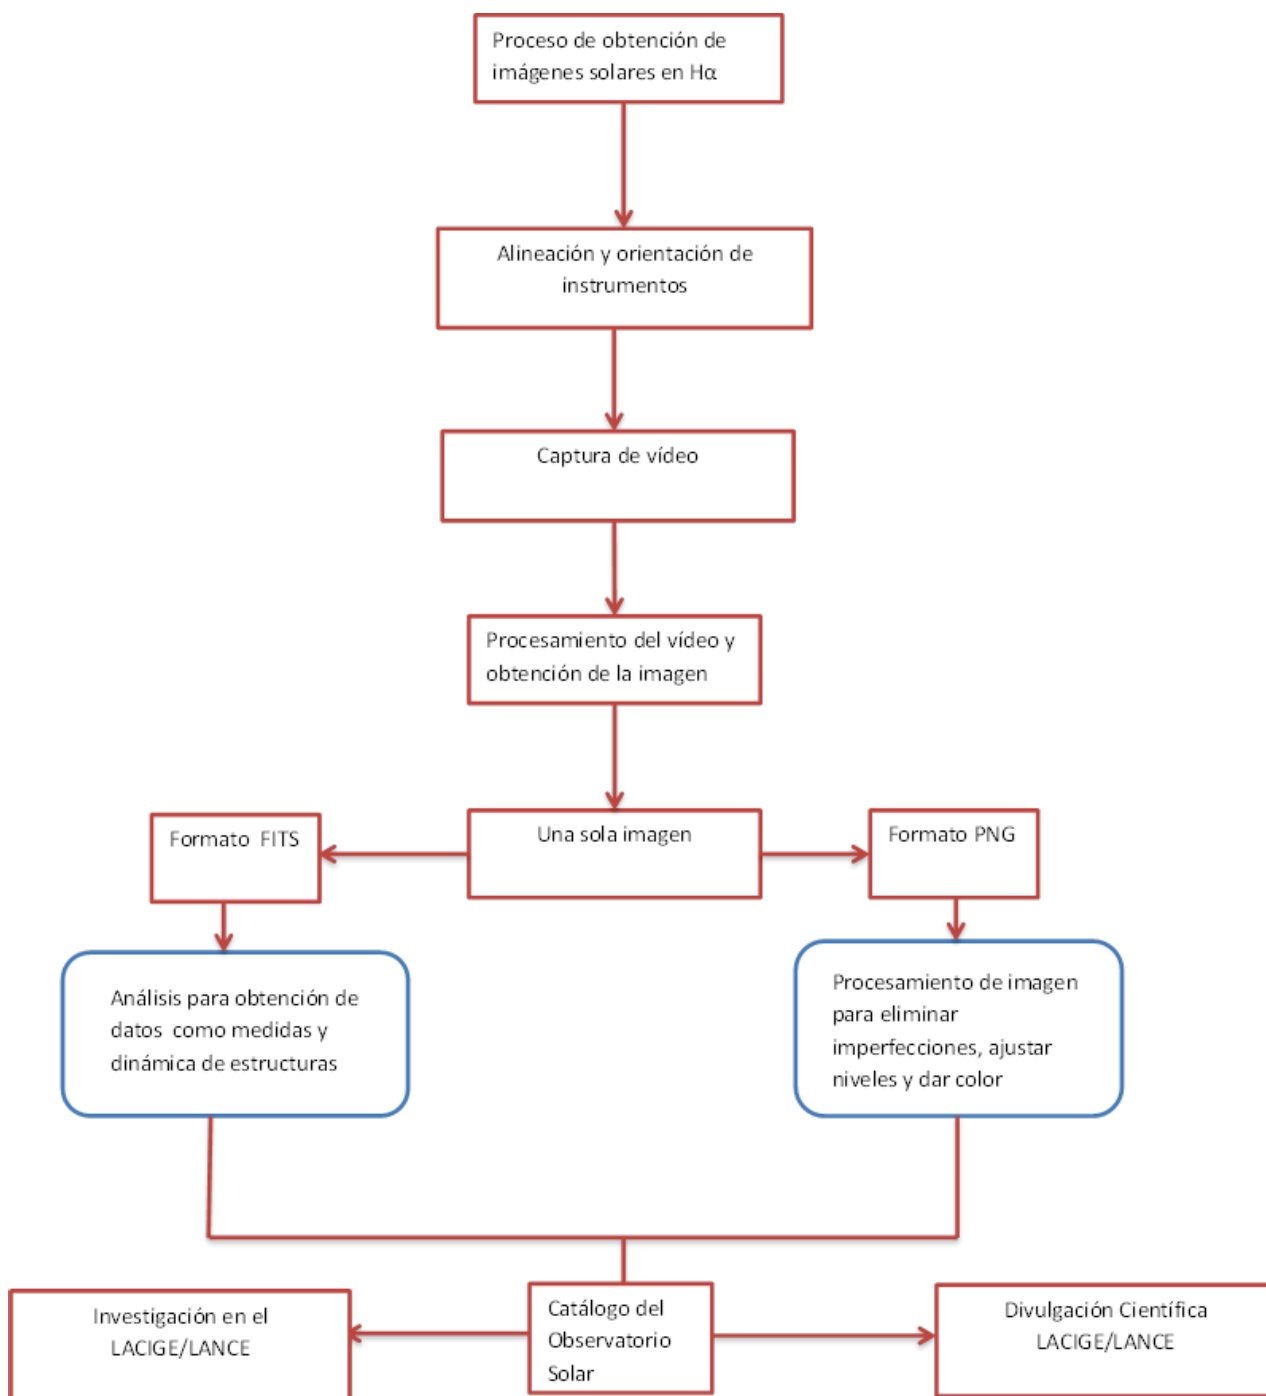 Proceso de obtención de
imágenes solares en Hα
Alineación y orientación de
instrumentos
Captura de vídeo
Procesamiento del vídeo y
obtención de la imagen
Formato FITS
Una sola imagen
Formato PNG
Análisis para obtención de
datos como medidas y
dinámica de estructuras
Procesamiento de imagen
para eliminar
imperfecciones, ajustar
niveles y dar color
Investigación en el
LACIGE/LANCE
Catálogo del
Observatorio
Solar
Divulgación Científica
LACIGE/LANCE